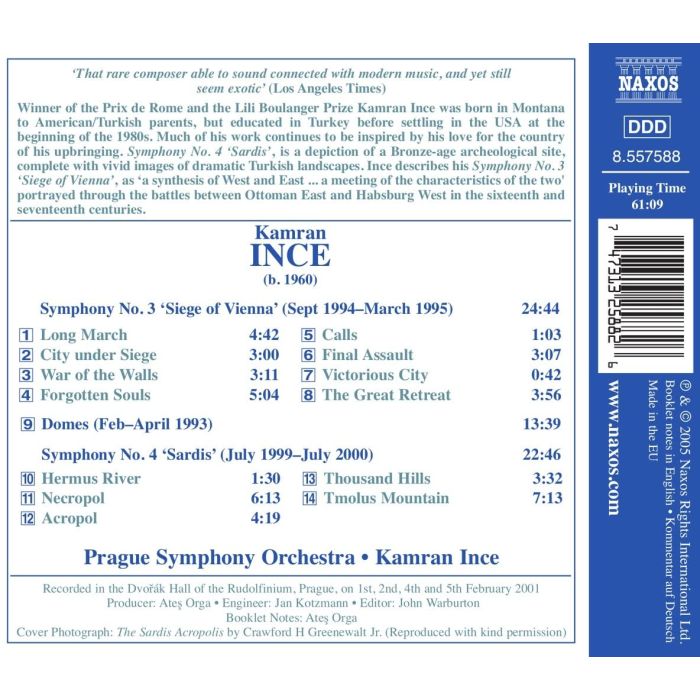 ‘That rare composer able to sound connected with modern music, and yet still
seem exotic’ (Los Angeles Times)
Winner of the Prix de Rome and the Lili Boulanger Prize Kamran Ince was born in Montana
to American/Turkish parents, but educated in Turkey before settling in the USA at the
beginning of the 1980s. Much of his work continues to be inspired by his love for the country
of his upbringing. Symphony No. 4 ‘Sardis’, is a depiction of a Bronze-age archeological site,
complete with vivid images of dramatic Turkish landscapes. Ince describes his Symphony No. 3
‘Siege of Vienna’, as ‘a synthesis of West and East ... a meeting of the characteristics of the two'
portrayed through the battles between Ottoman East and Habsburg West in the sixteenth and
seventeenth centuries.
Kamran
INCE
(b. 1960)
Symphony No. 3 ‘Siege of Vienna’ (Sept 1994–March 1995) 24:44
1 Long March 4:42
2 City under Siege 3:00
3 War of the Walls 3:11
4 Forgotten Souls 5:04
5 Calls 1:03
6 Final Assault 3:07
7 Victorious City 0:42
8 The Great Retreat 3:56
9 Domes (Feb–April 1993) 13:39
Symphony No. 4 ‘Sardis’ (July 1999–July 2000) 22:46
10 Hermus River 1:30
11 Necropol 6:13
12 Acropol 4:19
13 Thousand Hills 3:32
14 Tmolus Mountain 7:13
Prague Symphony Orchestra • Kamran Ince
Recorded in the Dvořák Hall of the Rudolfinium, Prague, on 1st, 2nd, 4th and 5th February 2001
Producer: Ateş Orga • Engineer: Jan Kotzmann • Editor: John Warburton
Booklet Notes: Ateş Orga
Cover Photograph: The Sardis Acropolis by Crawford H Greenewalt Jr. (Reproduced with kind permission)
NAXOS
DDD
8.557588
Playing Time
61:09
7 47313 25882 6
www.naxos.com
℗ & © 2005 Naxos Rights International Ltd.
Booklet notes in English • Kommentar auf Deutsch
Made in the EU